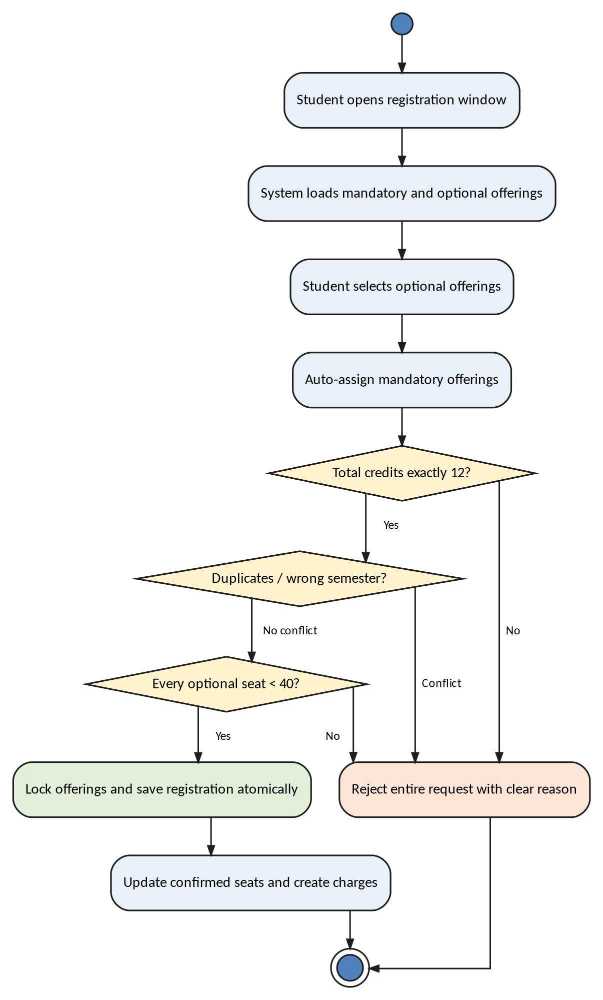 Student opens registration window
System loads mandatory and optional offerings
Student selects optional offerings
Auto-assign mandatory offerings
Total credits exactly 12?
Yes
Duplicates / wrong semester?
No conflict
No
Every optional seat < 40?
Conflict
Yes
No
Lock offerings and save registration atomically
Reject entire request with clear reason
Update confirmed seats and create charges